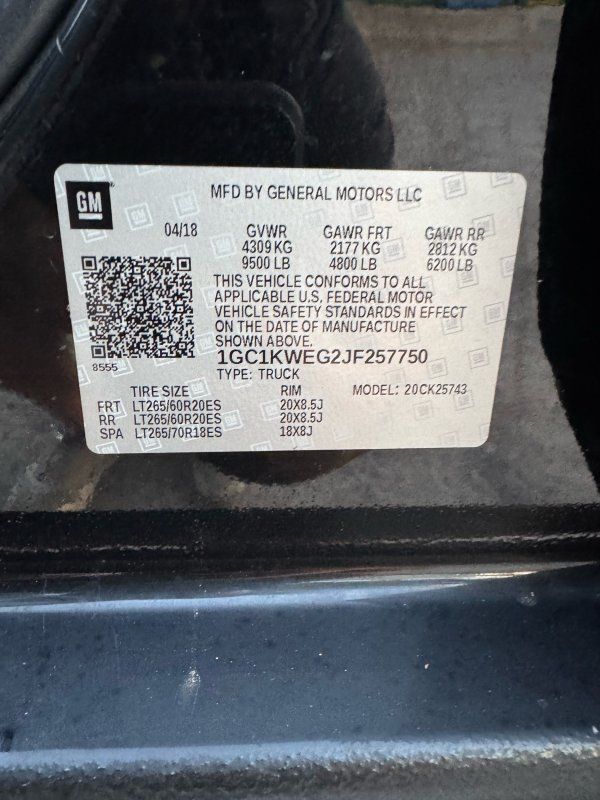 GM
MFD BY GENERAL MOTORS LLC
04/18 GVWR GAWR FRT GAWR RR
4309 KG 2177 KG 2812 KG
9500 LB 4800 LB 6200 LB
THIS VEHICLE CONFORMS TO ALL
APPLICABLE U.S. FEDERAL MOTOR
VEHICLE SAFETY STANDARDS IN EFFECT
ON THE DATE OF MANUFACTURE
SHOWN ABOVE.
1GC1KWEG2JF257750
8555
TYPE: TRUCK
TIRE SIZE RIM MODEL: 20CK25743
FRT LT265/60R20ES 20X8.5J
RR LT265/60R20ES 20X8.5J
SPA LT265/70R18ES 18X8J